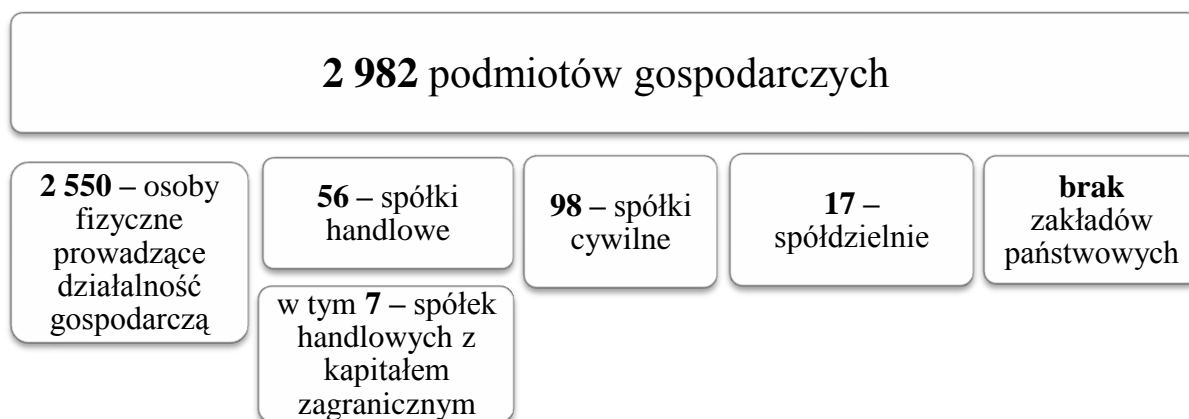 2 982 podmiotów gospodarczych
2 550 – osoby
fizyczne
prowadzące
działalność
gospodarczą
56 – spółki
handlowe
w tym 7 – spółek
handlowych z
kapitałem
zagranicznym
98 – spółki
cywilne
17 –
spółdzielnie
brak
zakładów
państwowych